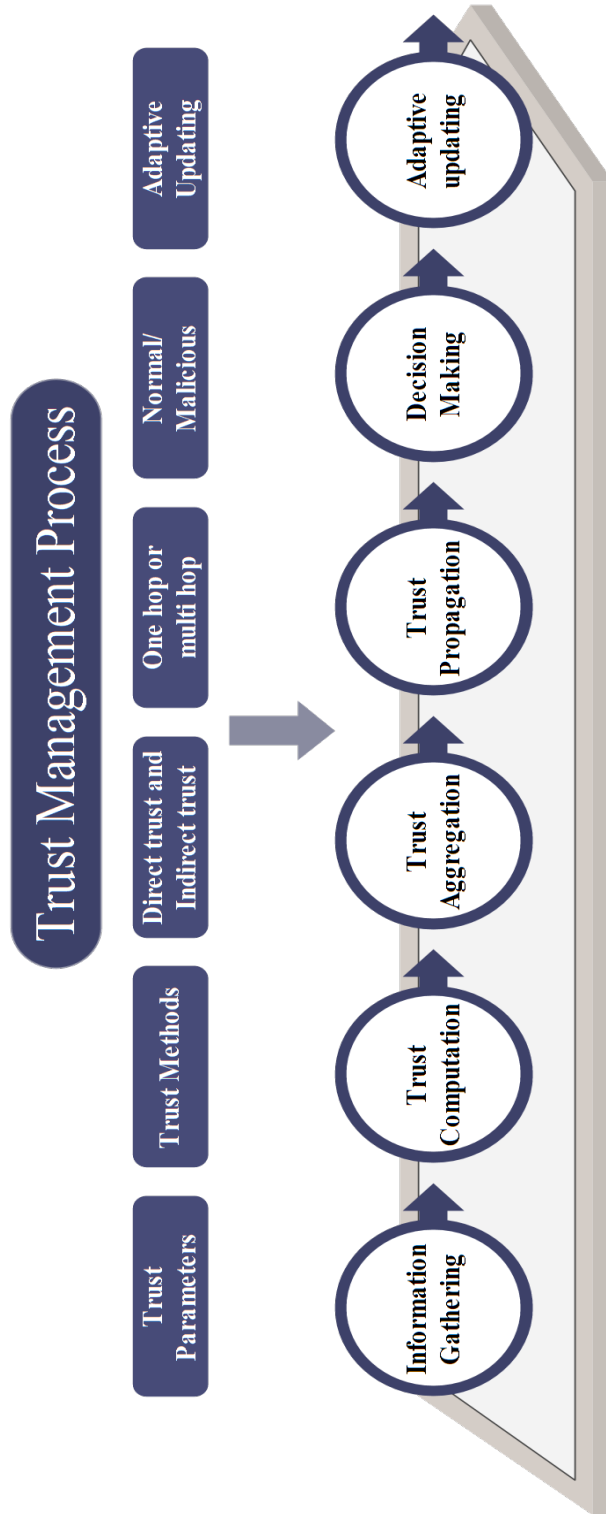 Trust Management Process
Trust
Parameters
Trust Methods
Direct trust and
Indirect trust
One hop or
multi hop
Normal/
Malicious
Adaptive
Updating
Information
Gathering
Trust
Computation
Trust
Aggregation
Trust
Propagation
Decision
Making
Adaptive
updating